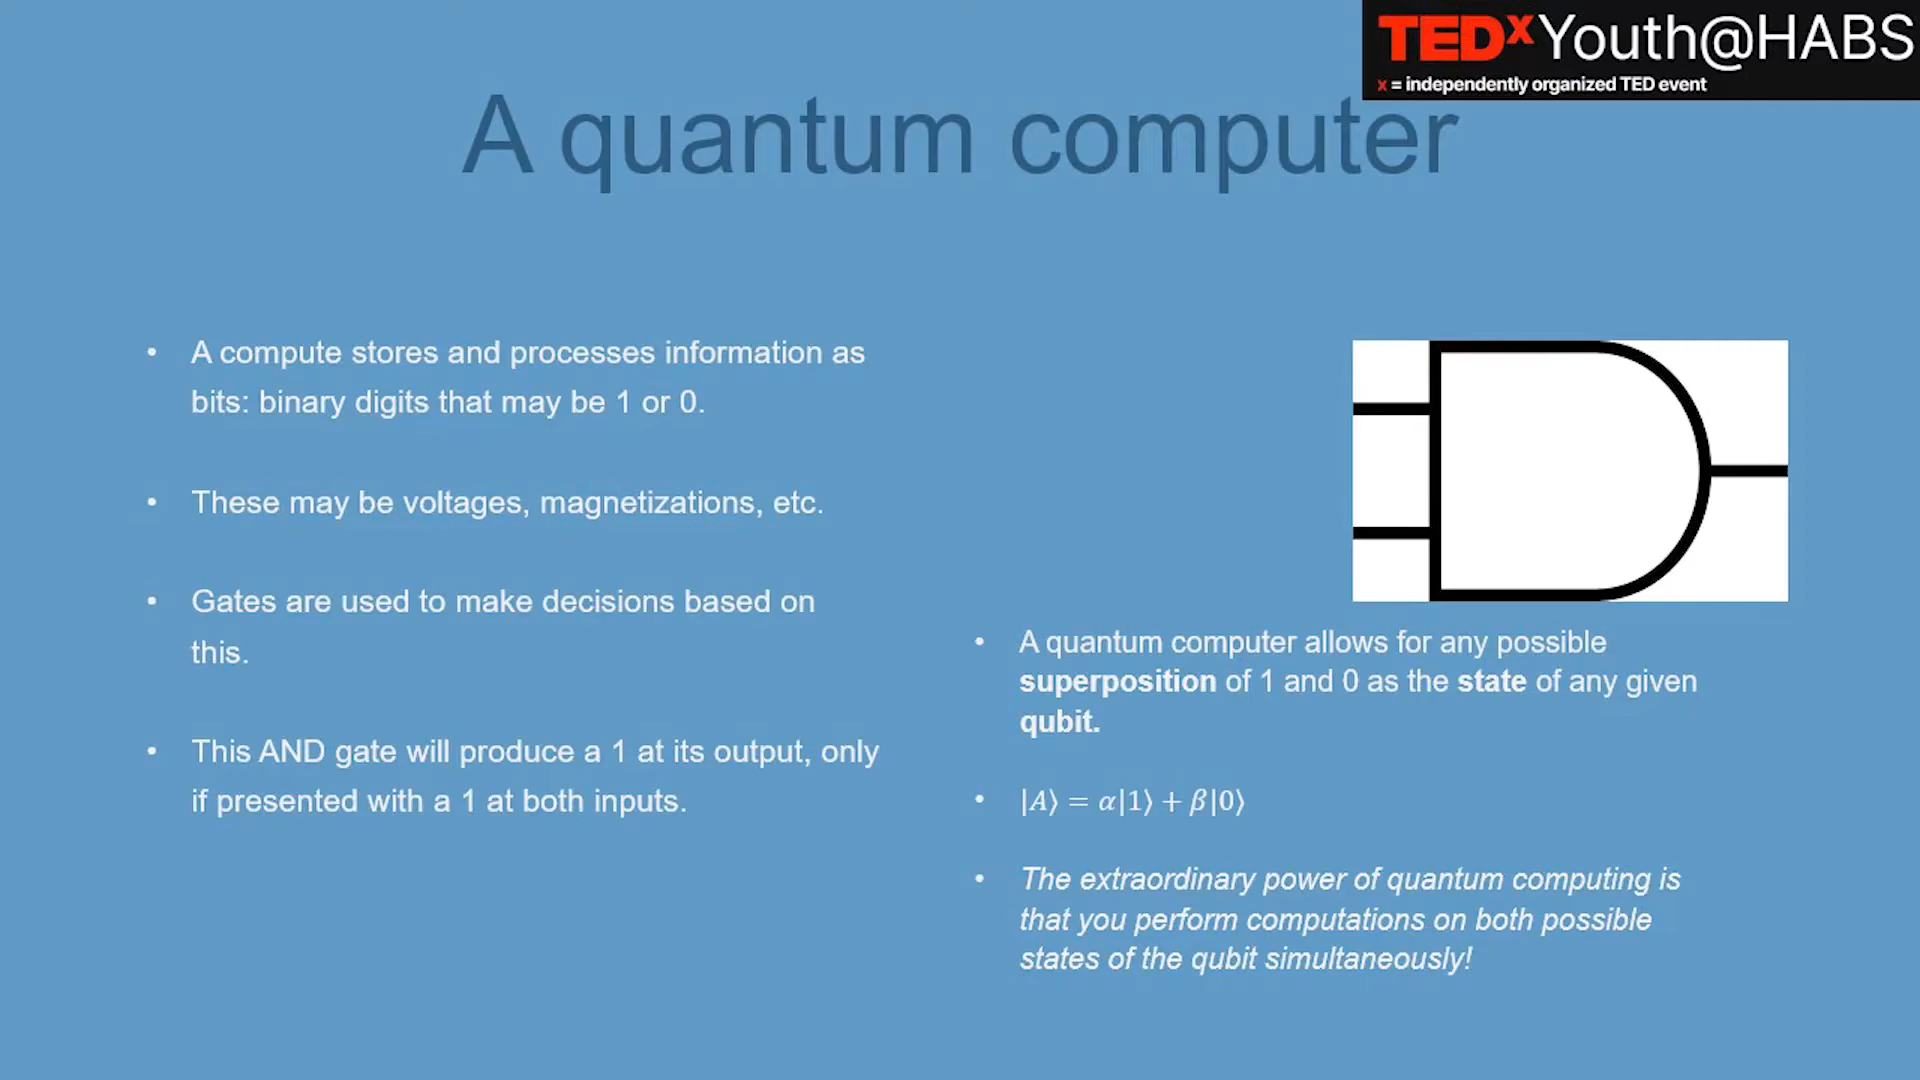 TEDxYouth@HABS
x = independently organized TED event
A quantum computer
• A compute stores and processes information as
bits: binary digits that may be 1 or 0.
• These may be voltages, magnetizations, etc.
• Gates are used to make decisions based on
this.
• This AND gate will produce a 1 at its output, only
if presented with a 1 at both inputs.
• A quantum computer allows for any possible
superposition of 1 and 0 as the state of any given
qubit.
• |A⟩ = α|1⟩ + β|0⟩
• The extraordinary power of quantum computing is
that you perform computations on both possible
states of the qubit simultaneously!